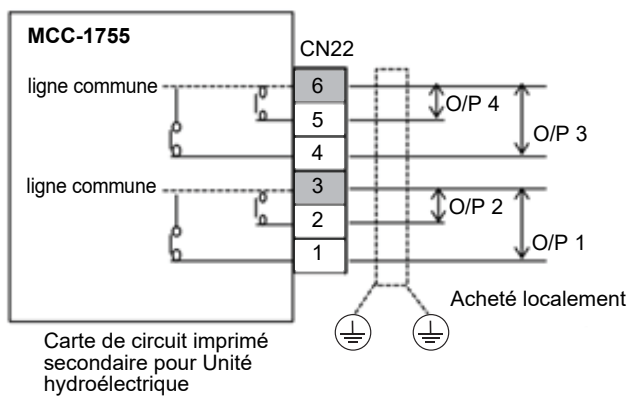 MCC-1755
CN22
ligne commune
6
O/P 4
5
O/P 3
4
ligne commune
3
O/P 2
2
O/P 1
1
Acheté localement
Carte de circuit imprimé
secondaire pour Unité
hydroélectrique